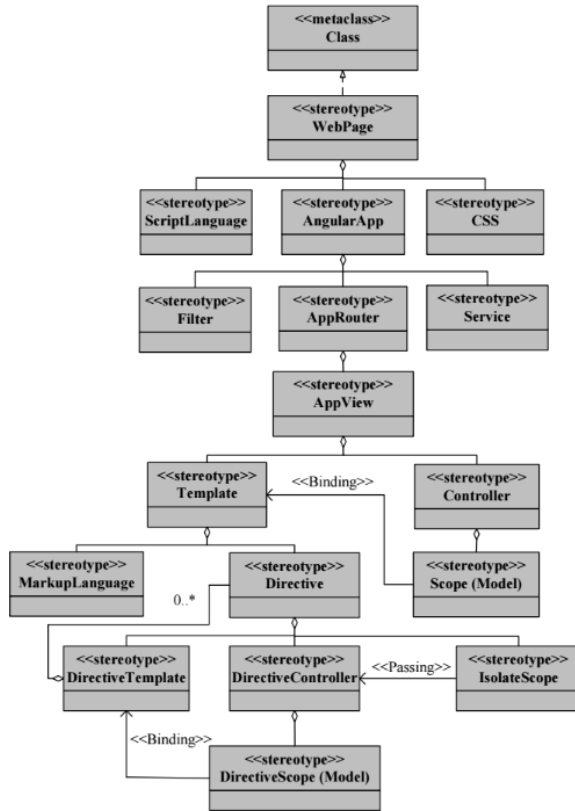 <<metaclass>>
Class
<<stereotype>>
WebPage
<<stereotype>>
ScriptLanguage
<<stereotype>>
AngularApp
<<stereotype>>
CSS
<<stereotype>>
Filter
<<stereotype>>
AppRouter
<<stereotype>>
Service
<<stereotype>>
AppView
<<stereotype>>
Template
<<Binding>>
<<stereotype>>
Controller
<<stereotype>>
MarkupLanguage
<<stereotype>>
Directive
<<stereotype>>
Scope (Model)
0..*
<<stereotype>>
DirectiveTemplate
<<stereotype>>
DirectiveController
<<Passing>>
<<stereotype>>
IsolateScope
<<Binding>>
<<stereotype>>
DirectiveScope (Model)